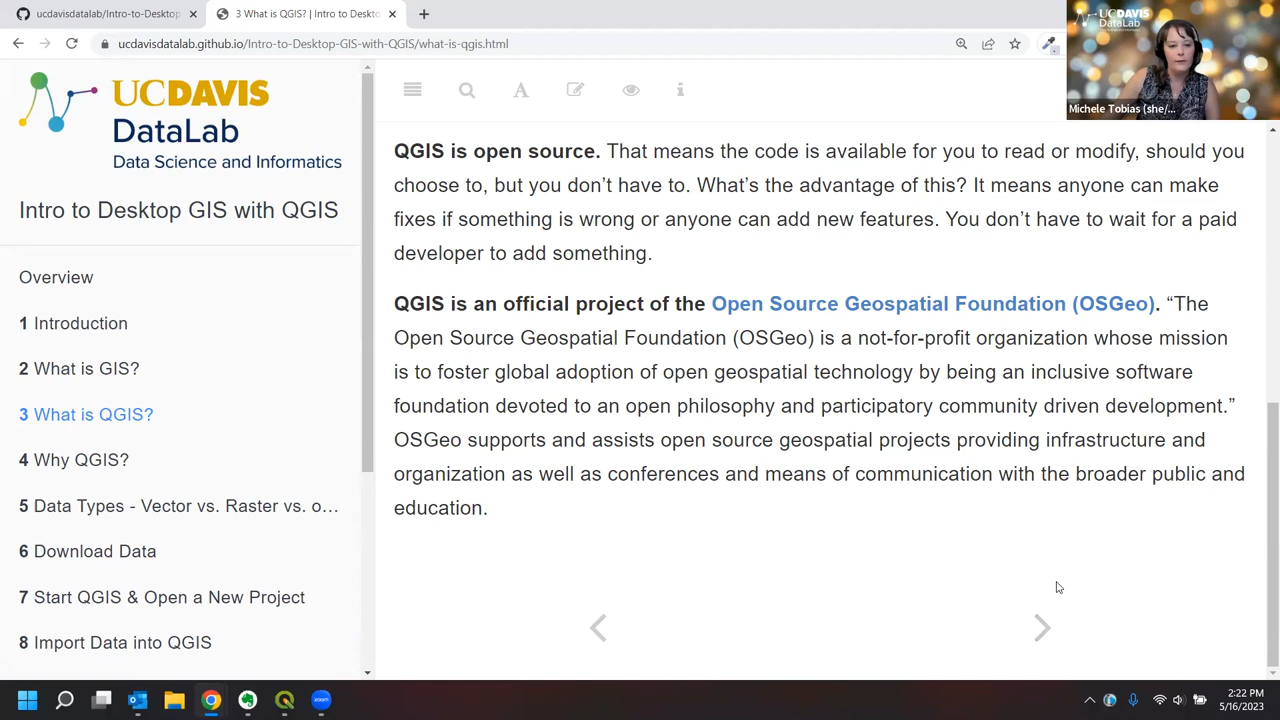 ucdavisdatalab/Intro-to-Desktop
3 What is QGIS? | Intro to Deskto
ucdavisdatalab.github.io/Intro-to-Desktop-GIS-with-QGIS/what-is-qgis.html
UCDAVIS
Michele Tobias (she/...
UCDAVIS
DataLab
Data Science and Informatics
Intro to Desktop GIS with QGIS
Overview
1 Introduction
2 What is GIS?
3 What is QGIS?
4 Why QGIS?
5 Data Types - Vector vs. Raster vs. o...
6 Download Data
7 Start QGIS & Open a New Project
8 Import Data into QGIS
QGIS is open source. That means the code is available for you to read or modify, should you
choose to, but you don’t have to. What’s the advantage of this? It means anyone can make
fixes if something is wrong or anyone can add new features. You don’t have to wait for a paid
developer to add something.
QGIS is an official project of the Open Source Geospatial Foundation (OSGeo). “The
Open Source Geospatial Foundation (OSGeo) is a not-for-profit organization whose mission
is to foster global adoption of open geospatial technology by being an inclusive software
foundation devoted to an open philosophy and participatory community driven development.”
OSGeo supports and assists open source geospatial projects providing infrastructure and
organization as well as conferences and means of communication with the broader public and
education.
zoom
2:22 PM
5/16/2023